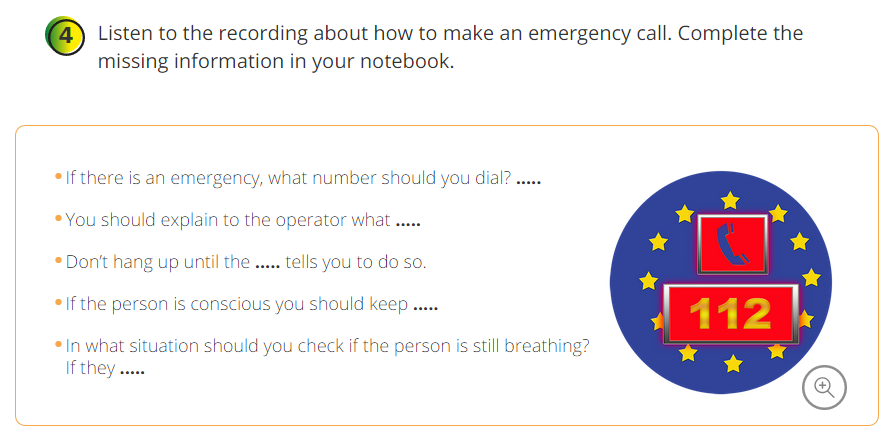 4
Listen to the recording about how to make an emergency call. Complete the
missing information in your notebook.
• If there is an emergency, what number should you dial? .....
• You should explain to the operator what .....
• Don’t hang up until the ..... tells you to do so.
• If the person is conscious you should keep .....
• In what situation should you check if the person is still breathing?
If they .....
112